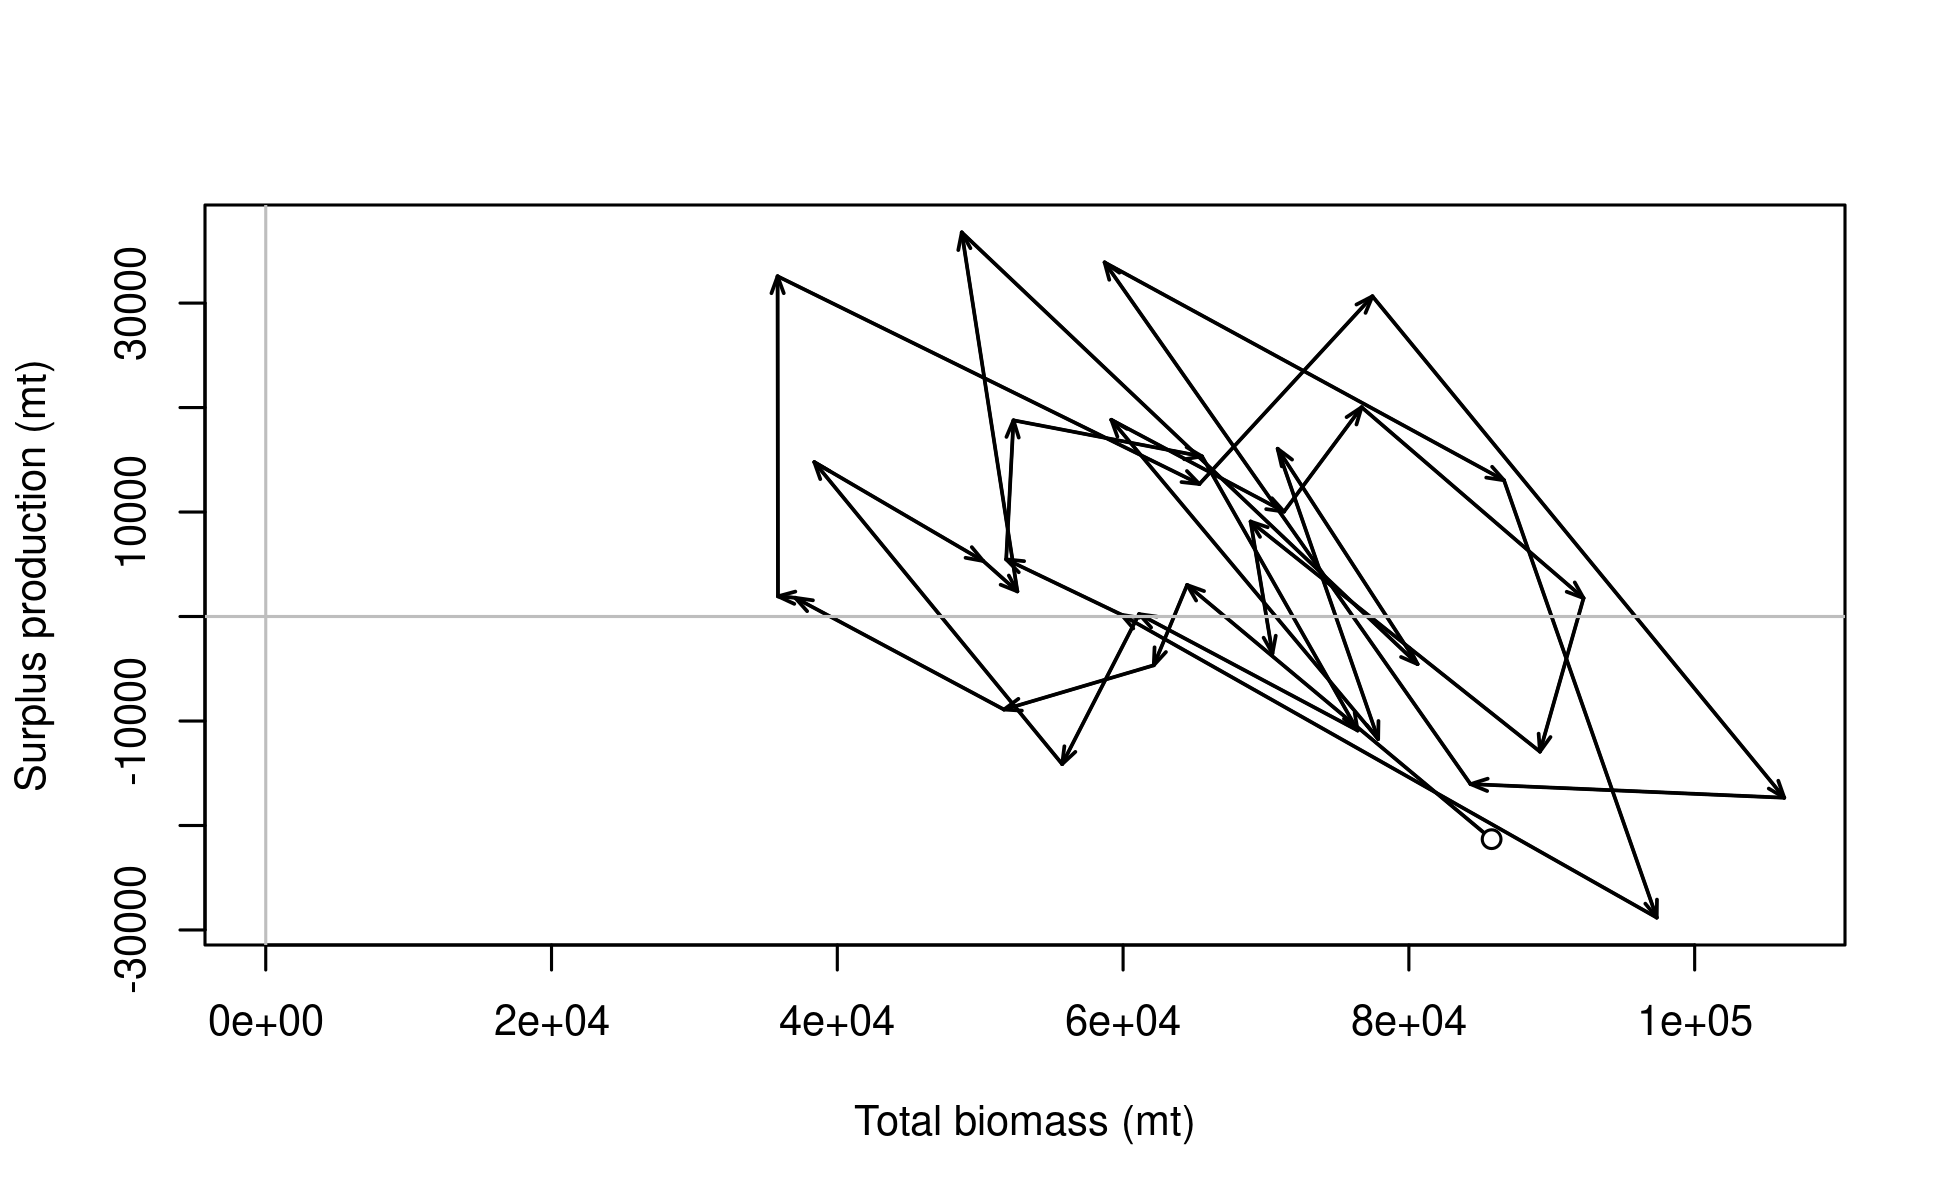 Surplus production (mt)
30000
10000
-10000
-30000
0e+00 2e+04 4e+04 6e+04 8e+04 1e+05
Total biomass (mt)